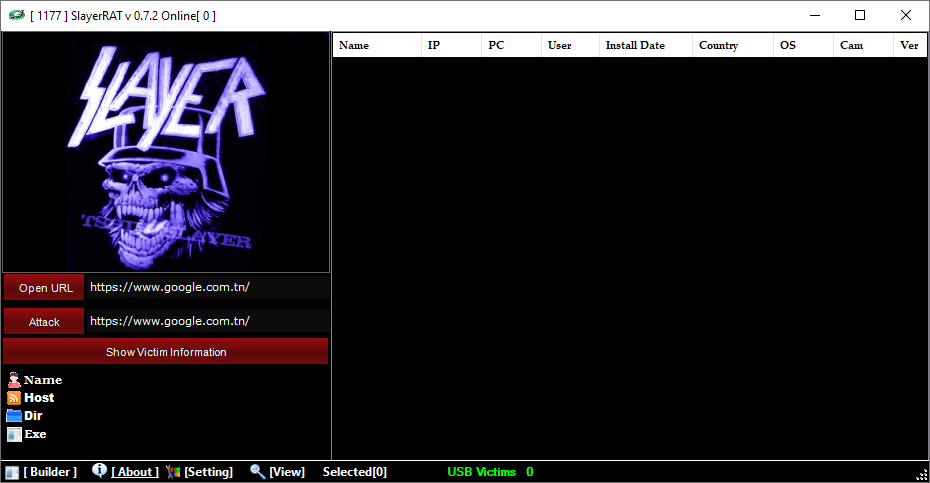 [ 1177 ] SlayerRAT v 0.7.2 Online[ 0 ]
SLAYER
SLAYER
Open URL https://www.google.com.tn/
Attack https://www.google.com.tn/
Show Victim Information
Name
Host
Dir
Exe
Name IP PC User Install Date Country OS Cam Ver
[ Builder ] [ About ] [Setting] [View] Selected[0] USB Victims 0